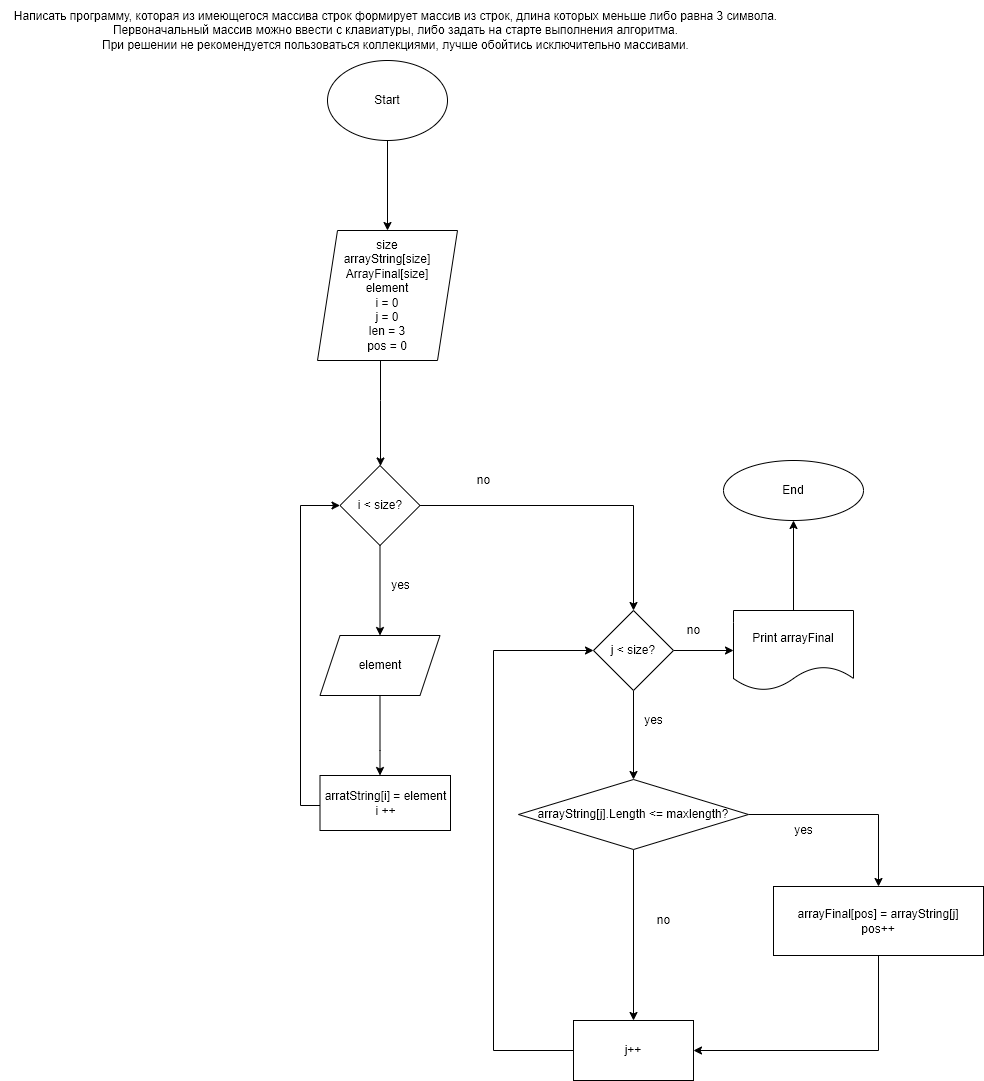 Написать программу, которая из имеющегося массива строк формирует массив из строк, длина которых меньше либо равна 3 символа.
Первоначальный массив можно ввести с клавиатуры, либо задать на старте выполнения алгоритма.
При решении не рекомендуется пользоваться коллекциями, лучше обойтись исключительно массивами.
Start
size
arrayString[size]
ArrayFinal[size]
element
i = 0
j = 0
len = 3
pos = 0
i < size?
no
yes
element
arratString[i] = element
i ++
j < size?
no
Print arrayFinal
End
yes
arrayString[j].Length <= maxlength?
yes
arrayFinal[pos] = arrayString[j]
pos++
no
j++